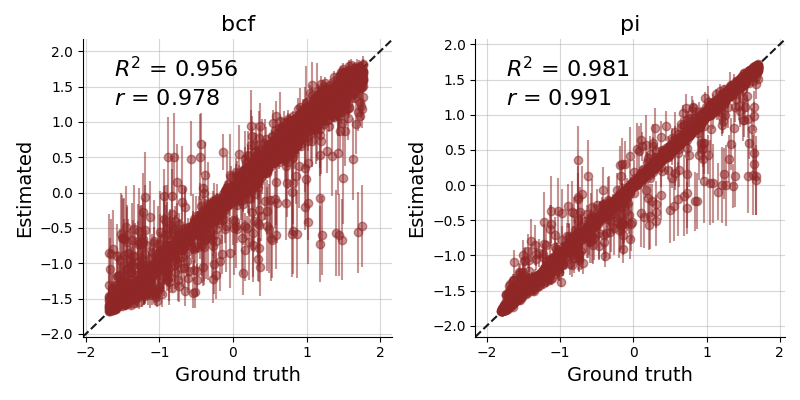 bcf
R² = 0.956
r = 0.978
2.0
1.5
1.0
0.5
0.0
−0.5
−1.0
−1.5
−2.0
Estimated
−2 −1 0 1 2
Ground truth
pi
R² = 0.981
r = 0.991
2.0
1.5
1.0
0.5
0.0
−0.5
−1.0
−1.5
−2.0
Estimated
−2 −1 0 1 2
Ground truth